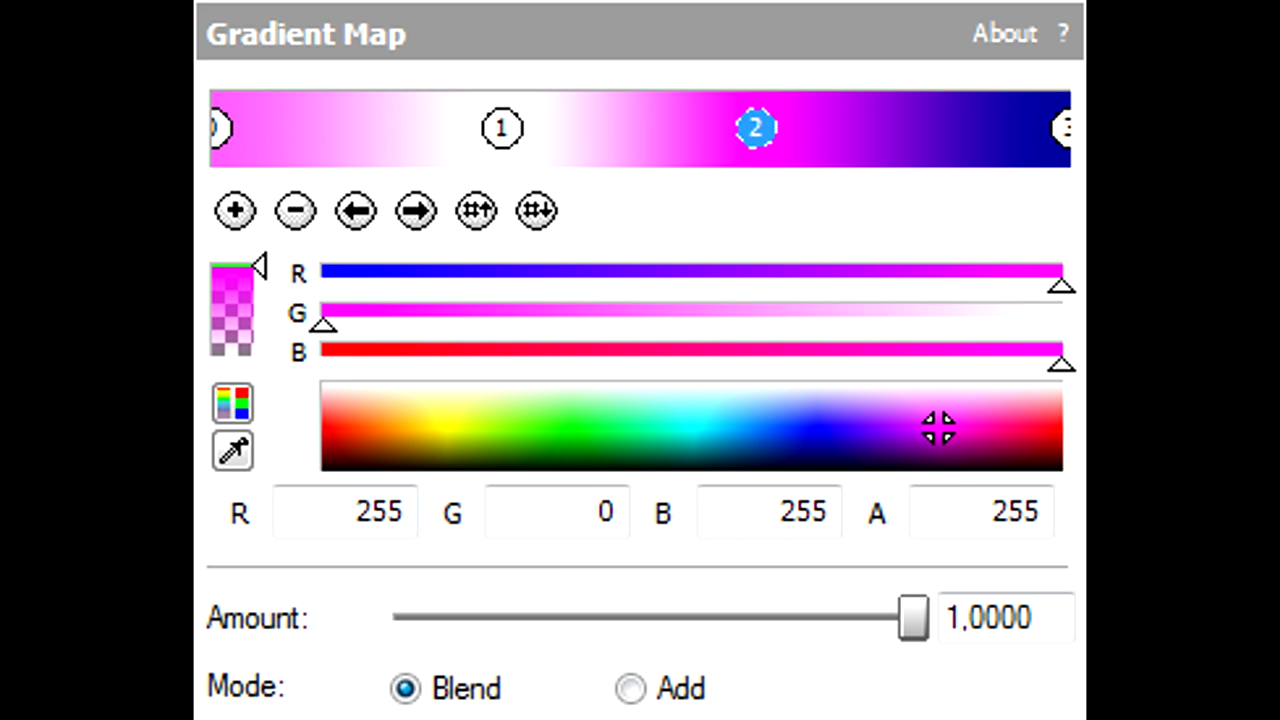 Gradient Map About ?
1 2
R
G
B
R 255 G 0 B 255 A 255
Amount: 1,0000
Mode: Blend Add